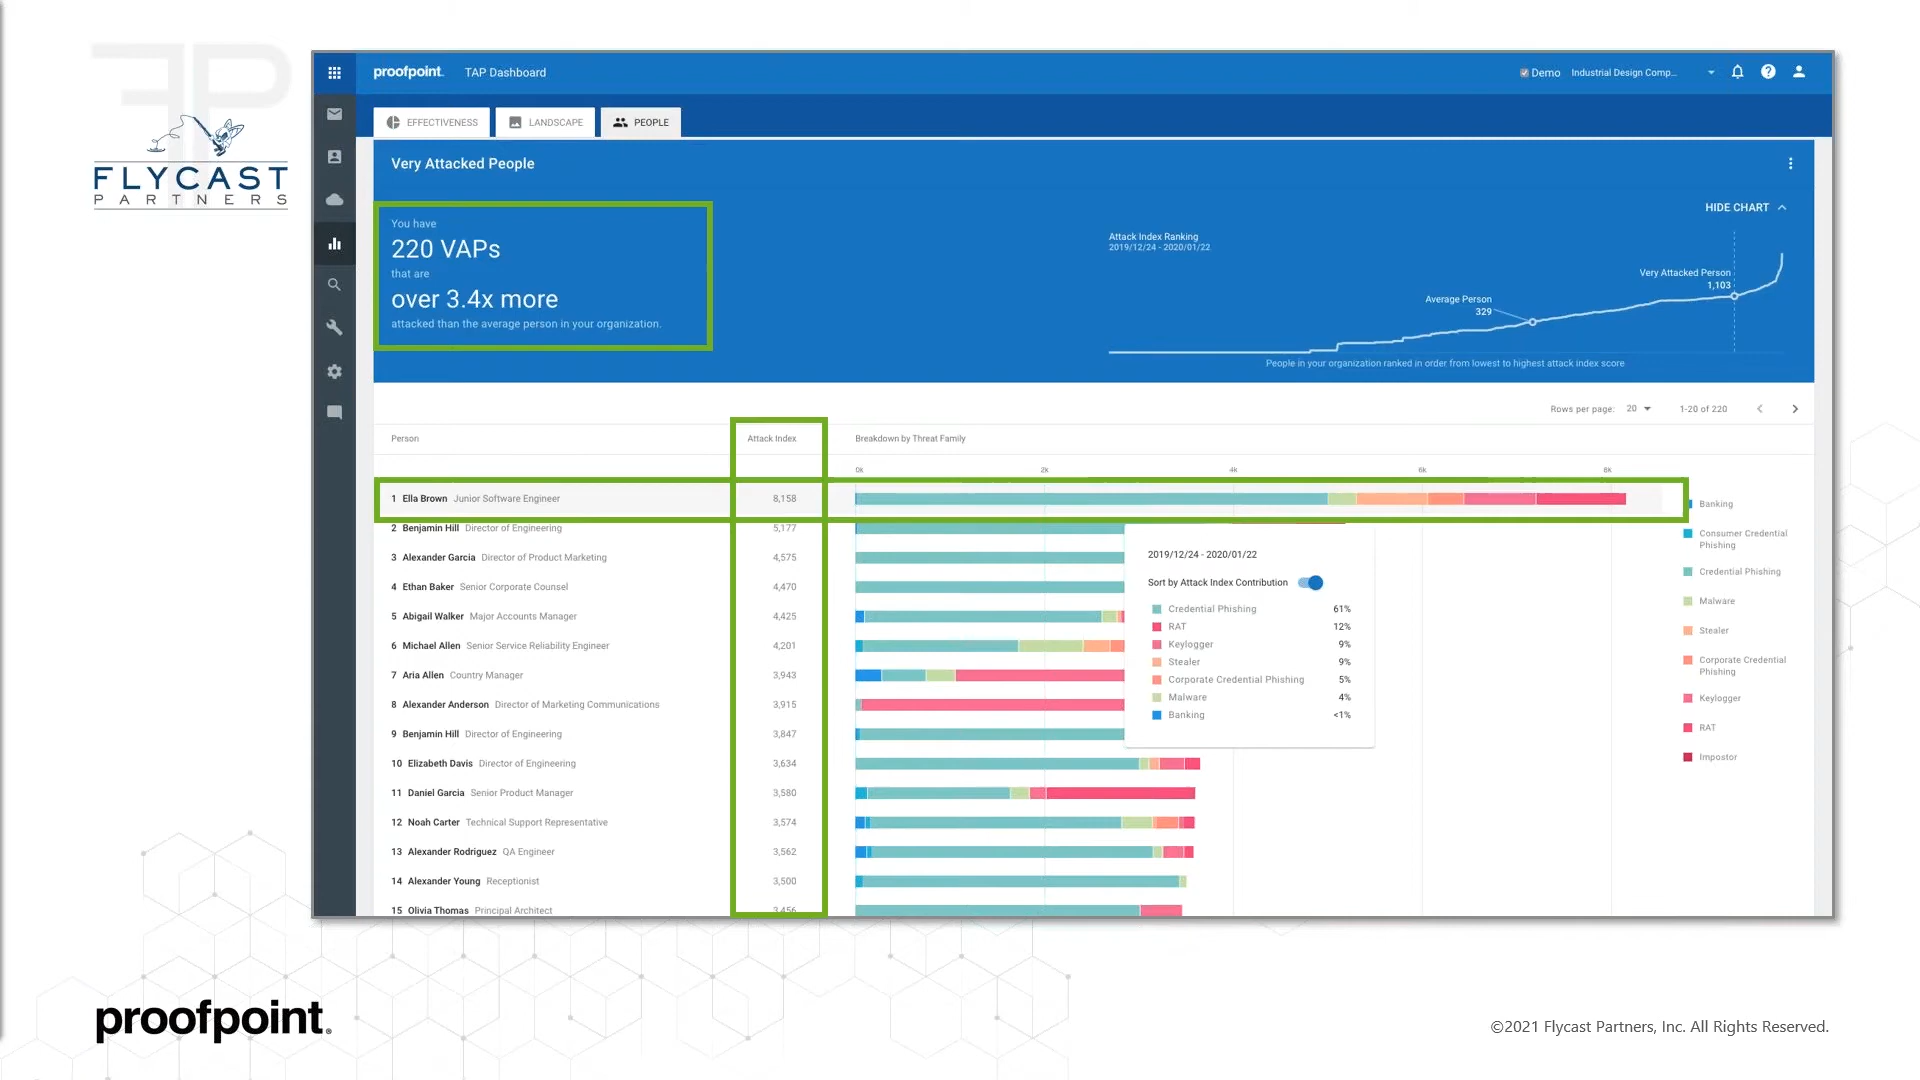 FP
FLYCAST
PARTNERS
proofpoint.
TAP Dashboard
Demo
Industrial Design Comp...
EFFECTIVENESS
LANDSCAPE
PEOPLE
Very Attacked People
HIDE CHART
You have
220 VAPs
that are
over 3.4x more
attacked than the average person in your organization.
Attack Index Ranking
2019/12/24 - 2020/01/22
Very Attacked Person
1,103
Average Person
329
People in your organization ranked in order from lowest to highest attack index score
Rows per page: 20 1-20 of 220
Person Attack Index Breakdown by Threat Family
0k 2k 4k 6k 8k
1 Ella Brown Junior Software Engineer 8,158
2 Benjamin Hill Director of Engineering 5,177
3 Alexander Garcia Director of Product Marketing 4,575
4 Ethan Baker Senior Corporate Counsel 4,470
5 Abigail Walker Major Accounts Manager 4,425
6 Michael Allen Senior Service Reliability Engineer 4,201
7 Aria Allen Country Manager 3,943
8 Alexander Anderson Director of Marketing Communications 3,915
9 Benjamin Hill Director of Engineering 3,847
10 Elizabeth Davis Director of Engineering 3,634
11 Daniel Garcia Senior Product Manager 3,580
12 Noah Carter Technical Support Representative 3,574
13 Alexander Rodriguez QA Engineer 3,562
14 Alexander Young Receptionist 3,500
15 Olivia Thomas Principal Architect 3,456
2019/12/24 - 2020/01/22
Sort by Attack Index Contribution
Credential Phishing 61%
RAT 12%
Keylogger 9%
Stealer 9%
Corporate Credential Phishing 5%
Malware 4%
Banking <1%
Banking
Consumer Credential
Phishing
Credential Phishing
Malware
Stealer
Corporate Credential
Phishing
Keylogger
RAT
Impostor
proofpoint®
©2021 Flycast Partners, Inc. All Rights Reserved.